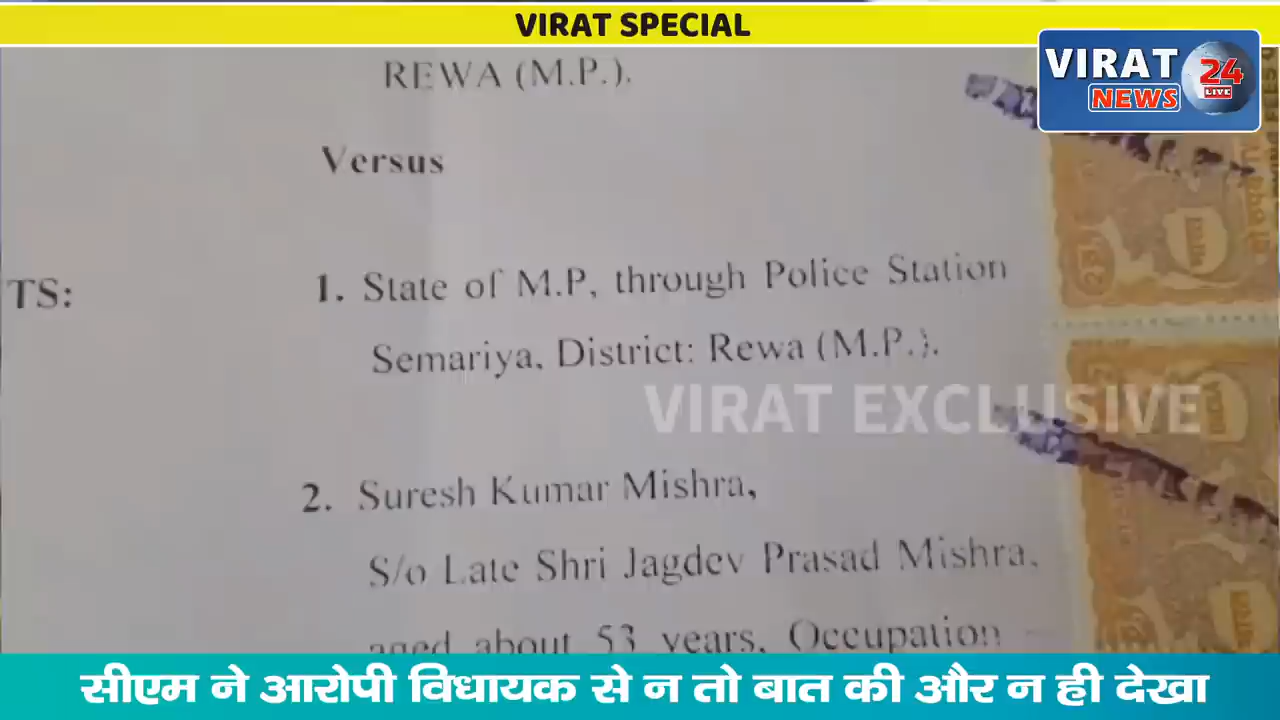 VIRAT SPECIAL
VIRAT
24
LIVE
NEWS
REWA (M.P.).
Versus
TS:
1. State of M.P, through Police Station
Semariya, District: Rewa (M.P.).
VIRAT EXCLUSIVE
2. Suresh Kumar Mishra,
S/o Late Shri Jagdev Prasad Mishra,
aged about 53 years, Occupation -
सीएम ने आरोपी विधायक से न तो बात की और न ही देखा